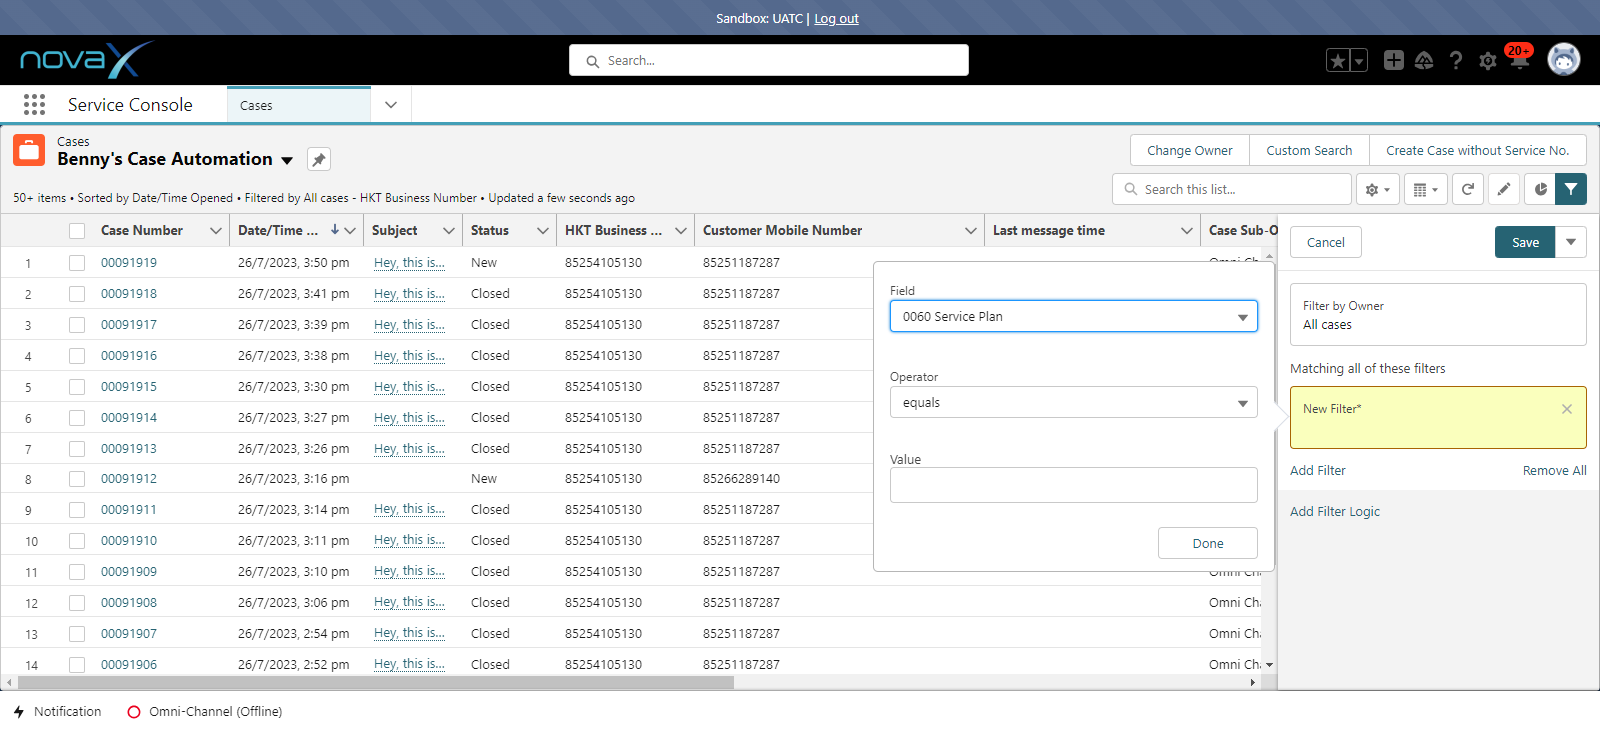 Sandbox: UATC | Log out
novaX
Search...
20+
Service Console
Cases
Cases
Benny's Case Automation
Change Owner
Custom Search
Create Case without Service No.
50+ items • Sorted by Date/Time Opened • Filtered by All cases - HKT Business Number • Updated a few seconds ago
Search this list...
Case Number Date/Time ... Subject Status HKT Business ... Customer Mobile Number Last message time Case Sub-O
1 00091919 26/7/2023, 3:50 pm Hey, this is... New 85254105130 85251187287 Omni Ch
2 00091918 26/7/2023, 3:41 pm Hey, this is... Closed 85254105130 85251187287
3 00091917 26/7/2023, 3:39 pm Hey, this is... Closed 85254105130 85251187287
4 00091916 26/7/2023, 3:38 pm Hey, this is... Closed 85254105130 85251187287
5 00091915 26/7/2023, 3:30 pm Hey, this is... Closed 85254105130 85251187287
6 00091914 26/7/2023, 3:27 pm Hey, this is... Closed 85254105130 85251187287
7 00091913 26/7/2023, 3:26 pm Hey, this is... Closed 85254105130 85251187287
8 00091912 26/7/2023, 3:16 pm New 85254105130 85266289140
9 00091911 26/7/2023, 3:14 pm Hey, this is... Closed 85254105130 85251187287
10 00091910 26/7/2023, 3:11 pm Hey, this is... Closed 85254105130 85251187287
11 00091909 26/7/2023, 3:10 pm Hey, this is... Closed 85254105130 85251187287 Omni Ch
12 00091908 26/7/2023, 3:06 pm Hey, this is... Closed 85254105130 85251187287 Omni Cha
13 00091907 26/7/2023, 2:54 pm Hey, this is... Closed 85254105130 85251187287 Omni Cha
14 00091906 26/7/2023, 2:52 pm Hey, this is... Closed 85254105130 85251187287 Omni Cha
Field
0060 Service Plan
Operator
equals
Value
Done
Cancel
Save
Filter by Owner
All cases
Matching all of these filters
New Filter*
Add Filter
Remove All
Add Filter Logic
Notification
Omni-Channel (Offline)